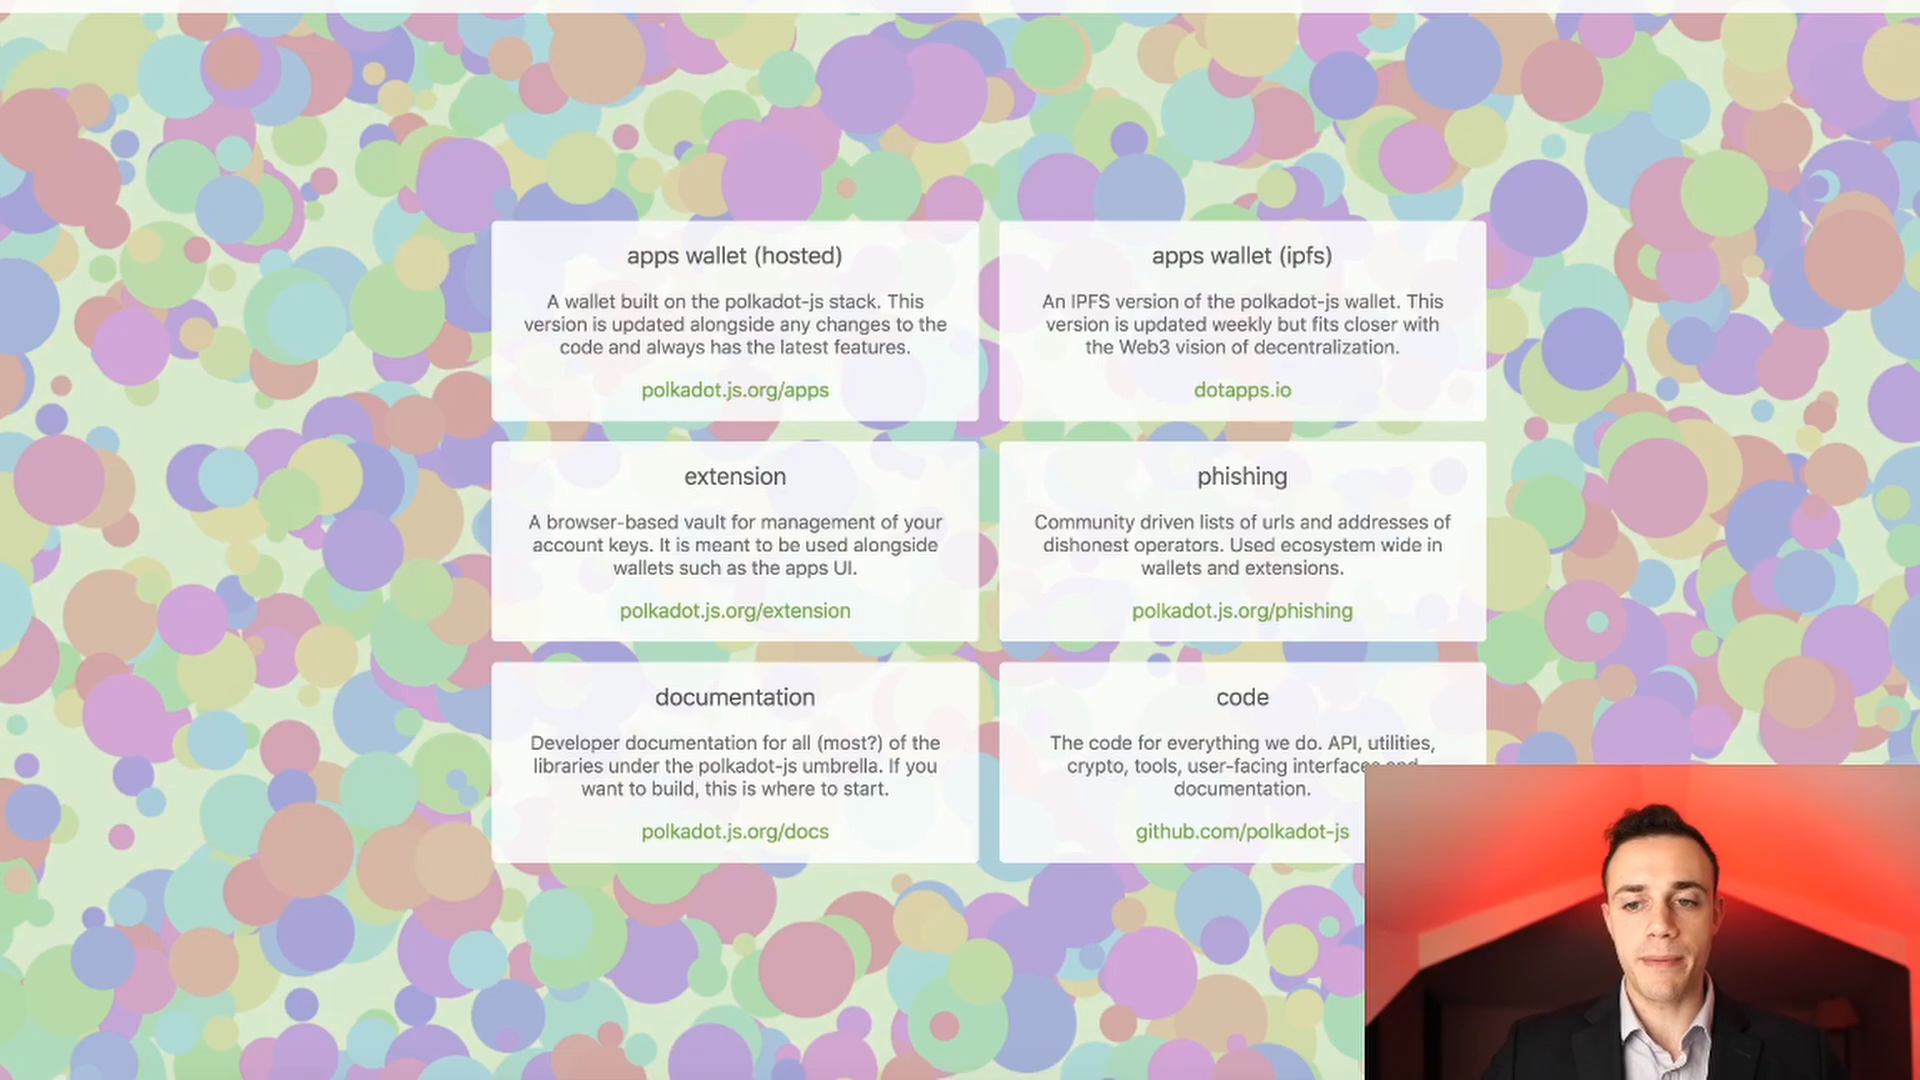 apps wallet (hosted)
A wallet built on the polkadot-js stack. This
version is updated alongside any changes to the
code and always has the latest features.
polkadot.js.org/apps
apps wallet (ipfs)
An IPFS version of the polkadot-js wallet. This
version is updated weekly but fits closer with
the Web3 vision of decentralization.
dotapps.io
extension
A browser-based vault for management of your
account keys. It is meant to be used alongside
wallets such as the apps UI.
polkadot.js.org/extension
phishing
Community driven lists of urls and addresses of
dishonest operators. Used ecosystem wide in
wallets and extensions.
polkadot.js.org/phishing
documentation
Developer documentation for all (most?) of the
libraries under the polkadot-js umbrella. If you
want to build, this is where to start.
polkadot.js.org/docs
code
The code for everything we do. API, utilities,
crypto, tools, user-facing interfaces and
documentation.
github.com/polkadot-js